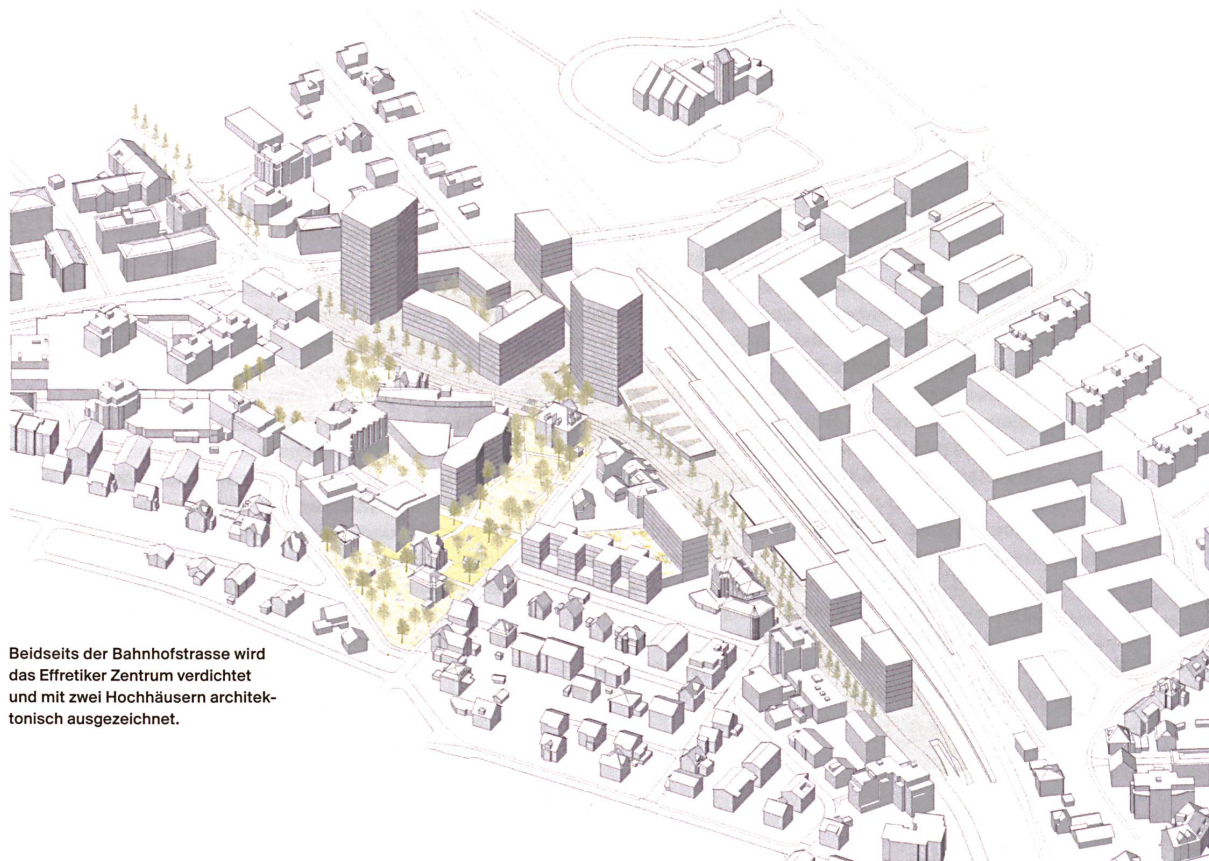 Beidseits der Bahnhofstrasse wird
das Effretiker Zentrum verdichtet
und mit zwei Hochhäusern architek-
tonisch ausgezeichnet.